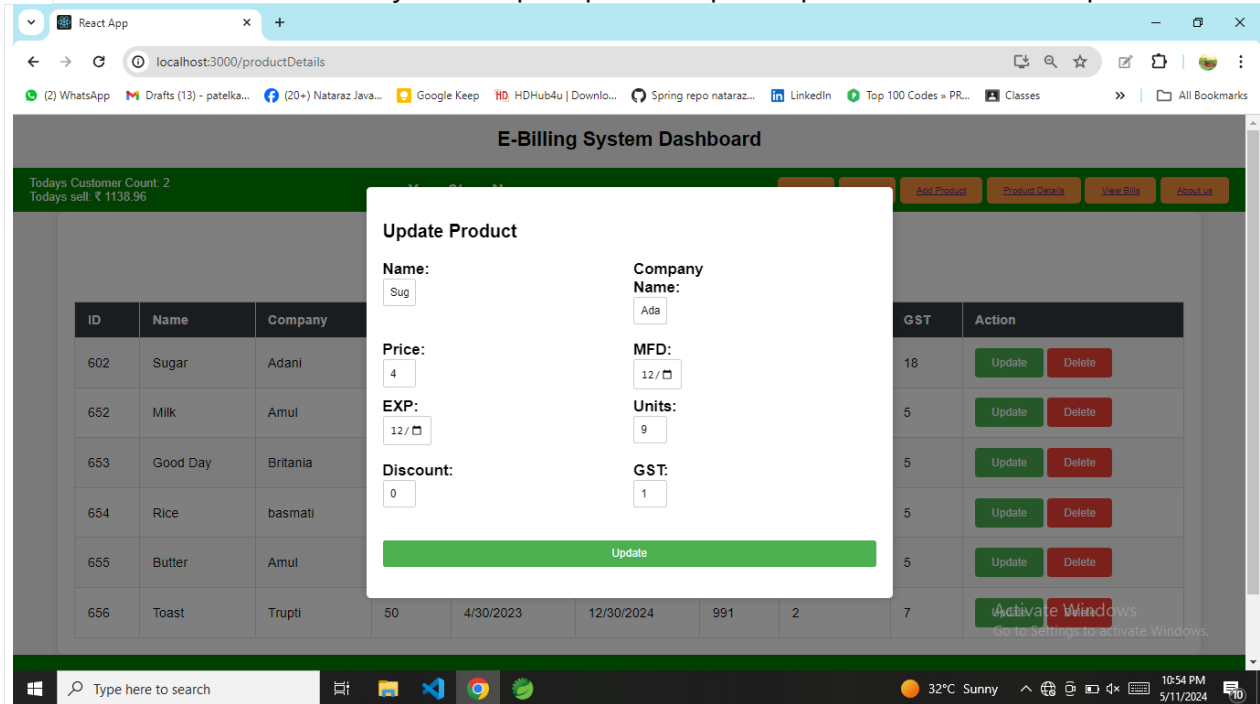 React App
localhost:3000/productDetails
(2) WhatsApp Drafts (13) - patelka... (20+) Nataraz Java... Google Keep HDHub4u | Downlo... Spring repo nataraz... LinkedIn Top 100 Codes » PR... Classes » All Bookmarks
E-Billing System Dashboard
Todays Customer Count: 2
Todays sell: ₹ 1138.96
Add Product Product Details View Bills About us
Update Product
Name: Company Name:
Sug Ada
Price: MFD:
4 12/
EXP: Units:
12/ 9
Discount: GST:
0 1
Update
ID Name Company GST Action
602 Sugar Adani 18 Update Delete
652 Milk Amul 5 Update Delete
653 Good Day Britania 5 Update Delete
654 Rice basmati 5 Update Delete
655 Butter Amul 5 Update Delete
656 Toast Trupti 50 4/30/2023 12/30/2024 991 2 7 Update Delete
Activate Windows
Go to Settings to activate Windows.
Type here to search
32°C Sunny
10:54 PM
5/11/2024
10